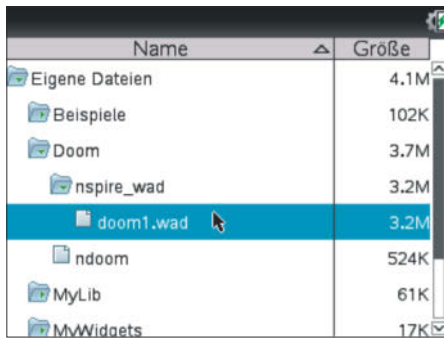 Name Größe
Eigene Dateien 4.1M
Beispiele 102K
Doom 3.7M
nspire_wad 3.2M
doom1.wad 3.2M
ndoom 524K
MyLib 61K
MyWidgets 17K